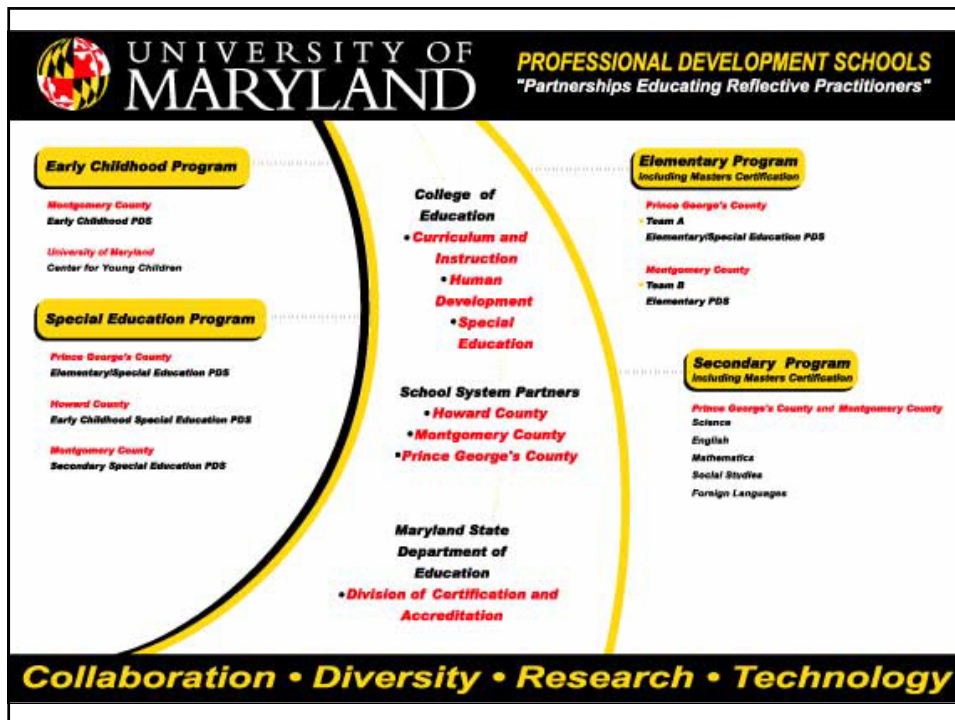 UNIVERSITY OF
MARYLAND
PROFESSIONAL DEVELOPMENT SCHOOLS
"Partnerships Educating Reflective Practitioners"
Early Childhood Program
Montgomery County
Early Childhood PDS
University of Maryland
Center for Young Children
Special Education Program
Prince George's County
Elementary/Special Education PDS
Howard County
Early Childhood Special Education PDS
Montgomery County
Secondary Special Education PDS
College of
Education
•Curriculum and
Instruction
•Human
Development
•Special
Education
School System Partners
•Howard County
•Montgomery County
•Prince George's County
Maryland State
Department of
Education
•Division of Certification and
Accreditation
Elementary Program
Including Masters Certification
Prince George's County
• Team A
Elementary/Special Education PDS
Montgomery County
• Team B
Elementary PDS
Secondary Program
Including Masters Certification
Prince George's County and Montgomery County
Science
English
Mathematics
Social Studies
Foreign Languages
Collaboration • Diversity • Research • Technology